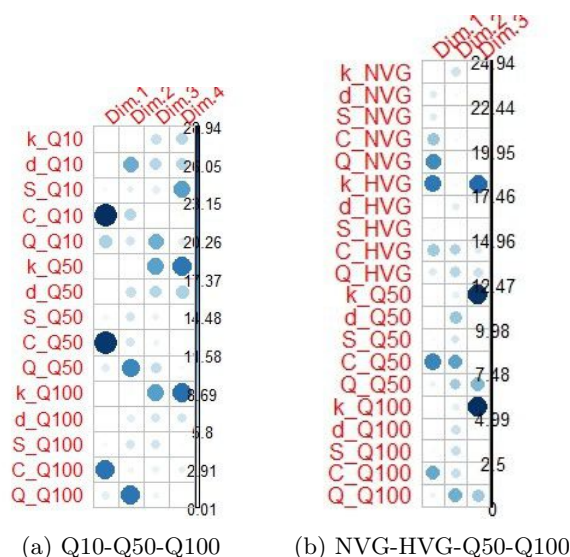 Dim.1
Dim.2
Dim.3
Dim.4
k_Q10
d_Q10
S_Q10
C_Q10
Q_Q10
k_Q50
d_Q50
S_Q50
C_Q50
Q_Q50
k_Q100
d_Q100
S_Q100
C_Q100
Q_Q100
28.94
26.05
23.15
20.26
17.37
14.48
11.58
8.69
5.8
2.91
0.01
(a) Q10-Q50-Q100
Dim.1
Dim.2
Dim.3
k_NVG
d_NVG
S_NVG
C_NVG
Q_NVG
k_HVG
d_HVG
S_HVG
C_HVG
Q_HVG
k_Q50
d_Q50
S_Q50
C_Q50
Q_Q50
k_Q100
d_Q100
S_Q100
C_Q100
Q_Q100
24.94
22.44
19.95
17.46
14.96
12.47
9.98
7.48
4.99
2.5
0
(b) NVG-HVG-Q50-Q100